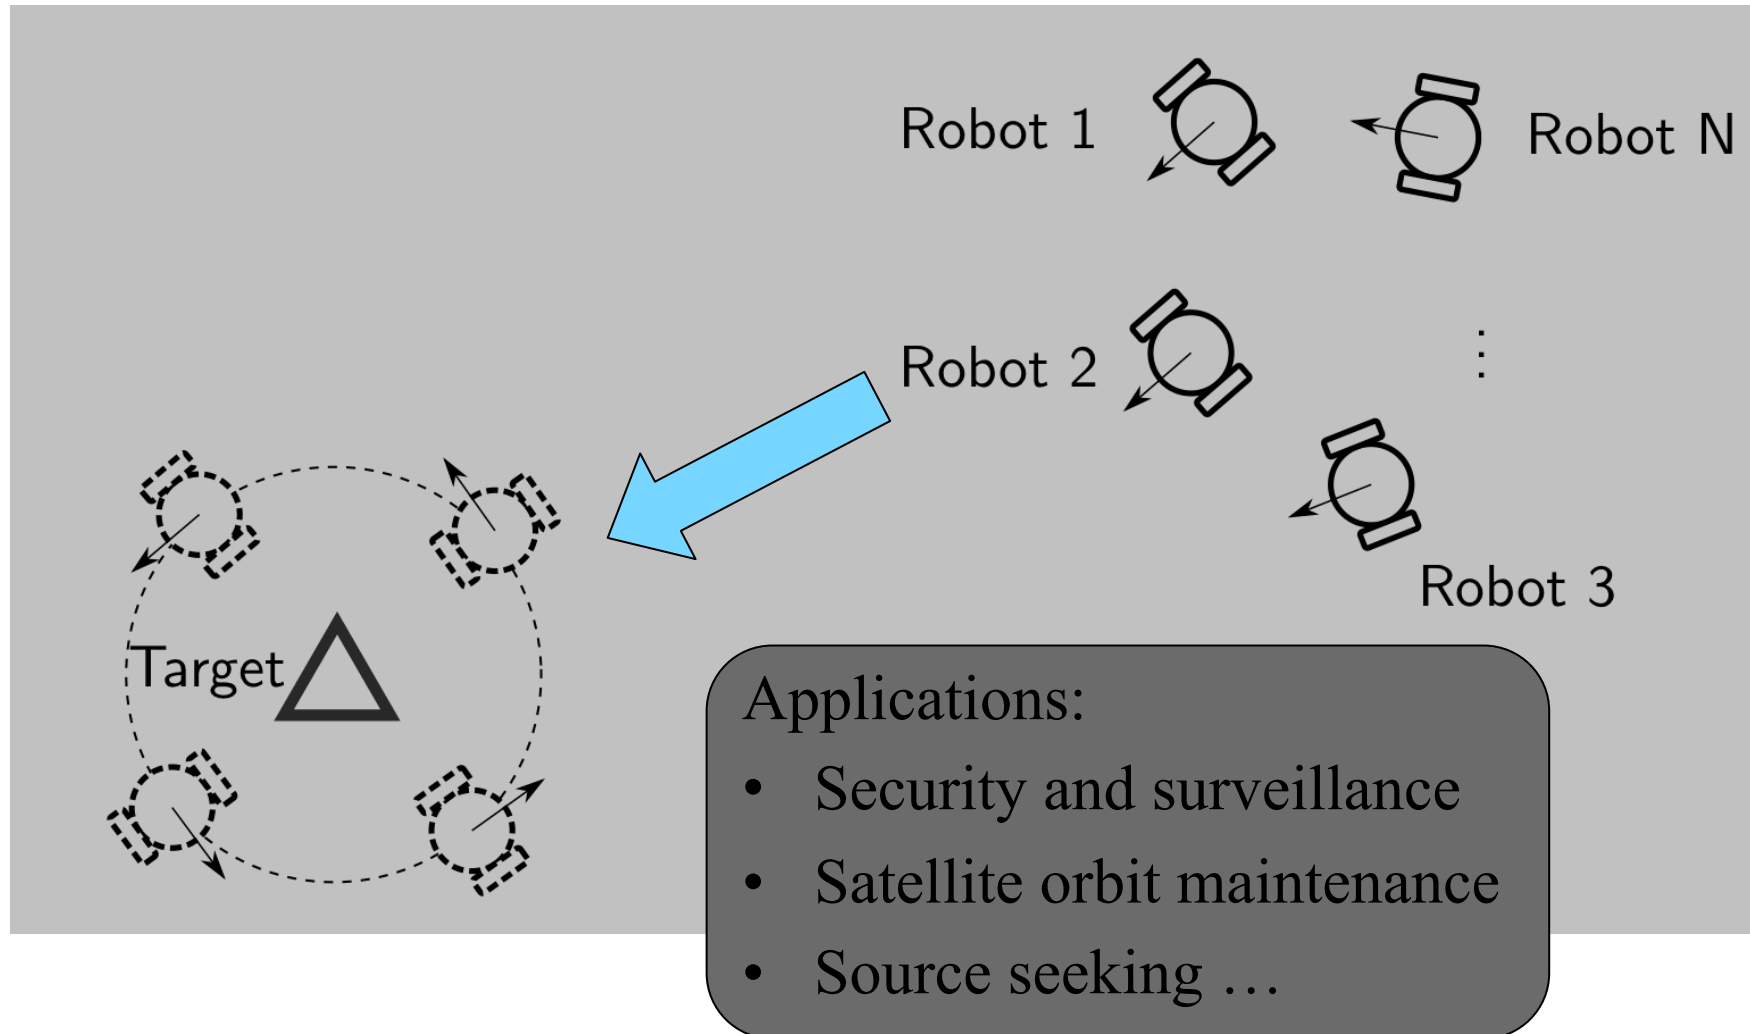 Robot 1
Robot N
Robot 2
⋮
Robot 3
Target
Applications:
• Security and surveillance
• Satellite orbit maintenance
• Source seeking …